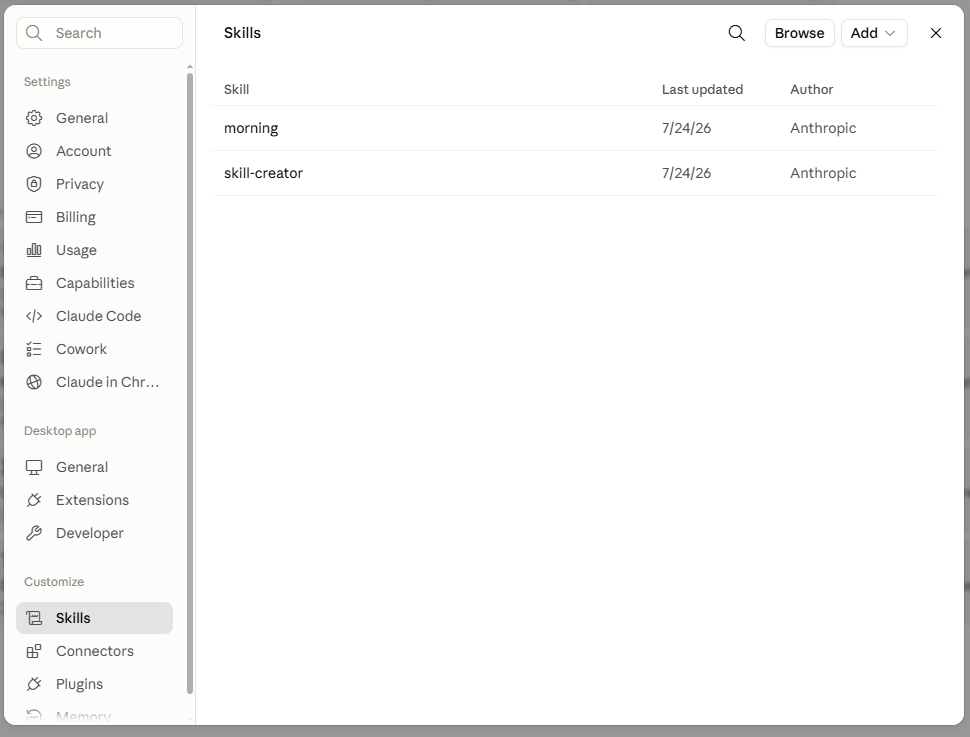 Search
Settings
General
Account
Privacy
Billing
Usage
Capabilities
Claude Code
Cowork
Claude in Chr...
Desktop app
General
Extensions
Developer
Customize
Skills
Connectors
Plugins
Memory
Skills
Browse
Add
Skill Last updated Author
morning 7/24/26 Anthropic
skill-creator 7/24/26 Anthropic